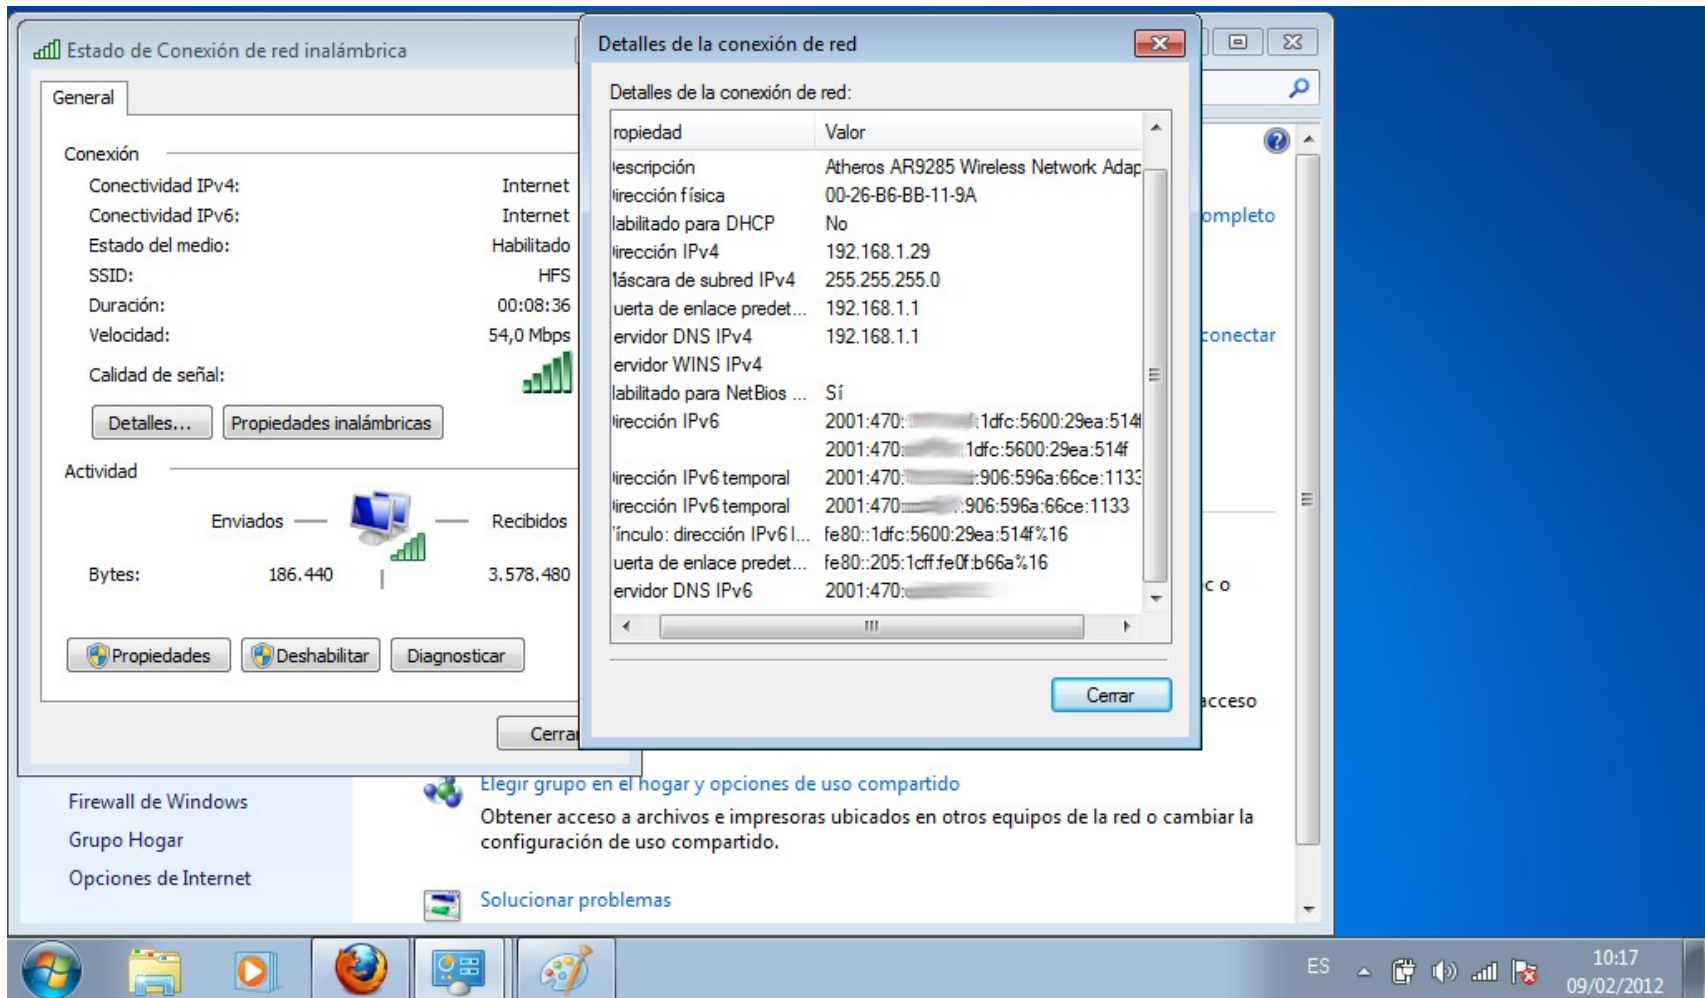 Estado de Conexión de red inalámbrica
General
Conexión
Conectividad IPv4: Internet
Conectividad IPv6: Internet
Estado del medio: Habilitado
SSID: HFS
Duración: 00:08:36
Velocidad: 54,0 Mbps
Calidad de señal:
Detalles... Propiedades inalámbricas
Actividad
Enviados Recibidos
Bytes: 186.440 3.578.480
Propiedades Deshabilitar Diagnosticar
Cerrar
Detalles de la conexión de red
Detalles de la conexión de red:
ropiedad Valor
escripción Atheros AR9285 Wireless Network Adap
irección física 00-26-B6-BB-11-9A
labilitado para DHCP No
irección IPv4 192.168.1.29
láscara de subred IPv4 255.255.255.0
uerta de enlace predet... 192.168.1.1
ervidor DNS IPv4 192.168.1.1
ervidor WINS IPv4
labilitado para NetBios ... Sí
irección IPv6 2001:470: :1dfc:5600:29ea:514f
2001:470: 1dfc:5600:29ea:514f
irección IPv6 temporal 2001:470: :906:596a:66ce:1133
irección IPv6 temporal 2001:470: :906:596a:66ce:1133
ínculo: dirección IPv6 l... fe80::1dfc:5600:29ea:514f%16
uerta de enlace predet... fe80::205:1cff:fe0f:b66a%16
ervidor DNS IPv6 2001:470:
Cerrar
ompleto
conectar
c o
acceso
Firewall de Windows
Grupo Hogar
Opciones de Internet
Elegir grupo en el hogar y opciones de uso compartido
Obtener acceso a archivos e impresoras ubicados en otros equipos de la red o cambiar la
configuración de uso compartido.
Solucionar problemas
ES
10:17
09/02/2012